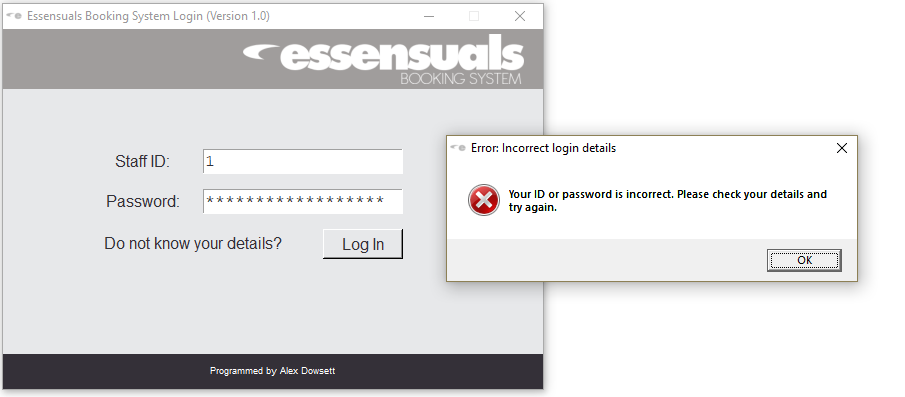 Essensuals Booking System Login (Version 1.0)
essensuals
BOOKING SYSTEM
Staff ID:
1
Password:
******************
Do not know your details?
Log In
Programmed by Alex Dowsett
Error: Incorrect login details
Your ID or password is incorrect. Please check your details and
try again.
OK